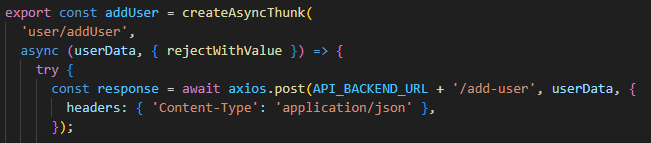 export const addUser = createAsyncThunk(
'user/addUser',
async (userData, { rejectWithValue }) => {
try {
const response = await axios.post(API_BACKEND_URL + '/add-user', userData, {
headers: { 'Content-Type': 'application/json' },
});